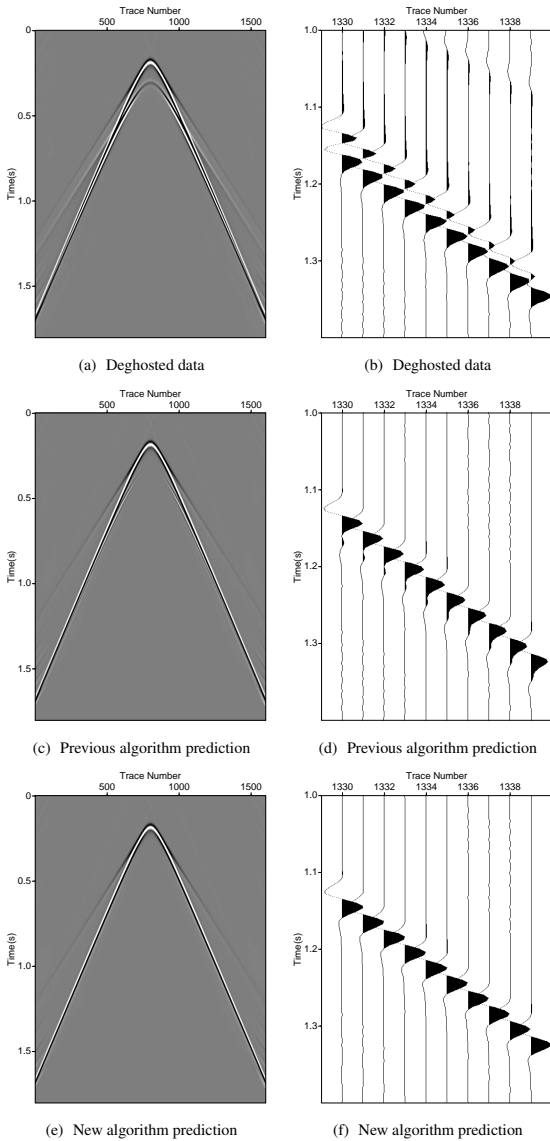 Trace Number
500 1000 1500
0
0.5
1.0
1.5
Time(s)
(a) Deghosted data
Trace Number
1330 1332 1334 1336 1338
1.0
1.1
1.2
1.3
Time(s)
(b) Deghosted data
Trace Number
500 1000 1500
0
0.5
1.0
1.5
Time(s)
(c) Previous algorithm prediction
Trace Number
1330 1332 1334 1336 1338
1.0
1.1
1.2
1.3
Time(s)
(d) Previous algorithm prediction
Trace Number
500 1000 1500
0
0.5
1.0
1.5
Time(s)
(e) New algorithm prediction
Trace Number
1330 1332 1334 1336 1338
1.0
1.1
1.2
1.3
Time(s)
(f) New algorithm prediction